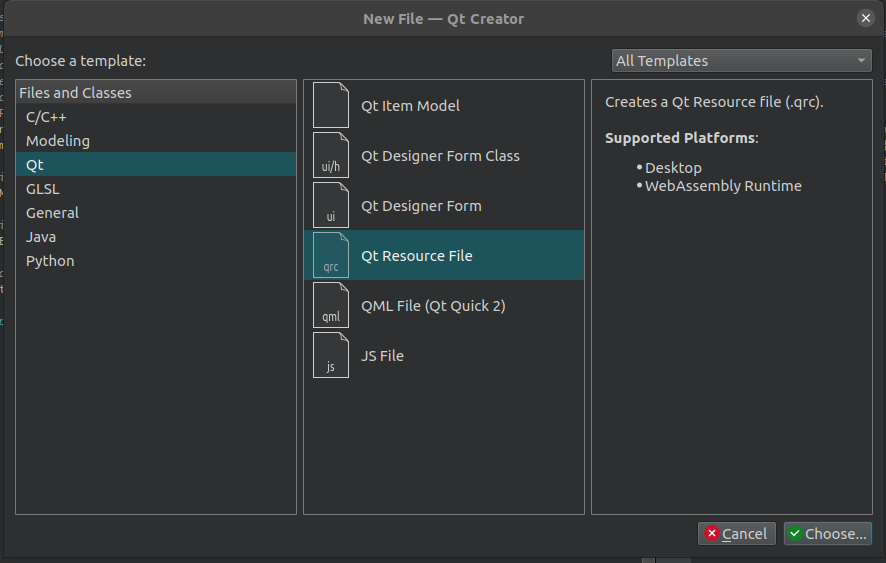 New File — Qt Creator
Choose a template:
All Templates
Files and Classes
C/C++
Modeling
Qt
GLSL
General
Java
Python
Qt Item Model
ui/h
Qt Designer Form Class
ui
Qt Designer Form
qrc
Qt Resource File
qml
QML File (Qt Quick 2)
js
JS File
Creates a Qt Resource file (.qrc).
Supported Platforms:
• Desktop
• WebAssembly Runtime
Cancel
Choose...